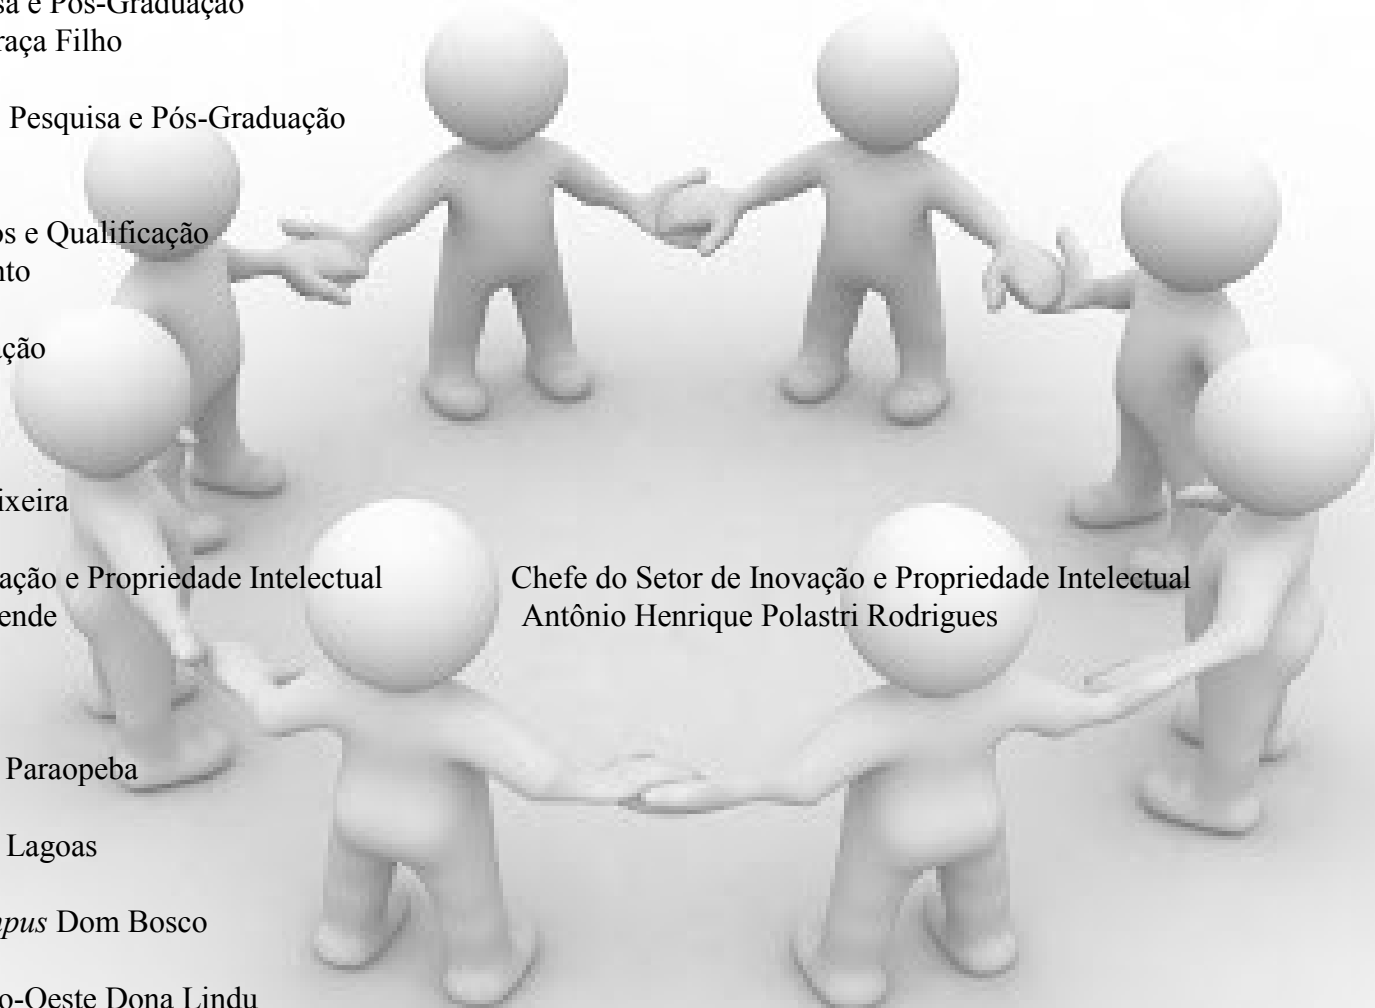 sa e Pós-Graduação
raça Filho
Pesquisa e Pós-Graduação
os e Qualificação
nto
ação
ixeira
ação e Propriedade Intelectual
Chefe do Setor de Inovação e Propriedade Intelectual
ende
Antônio Henrique Polastri Rodrigues
Paraopeba
Lagoas
pus Dom Bosco
o-Oeste Dona Lindu